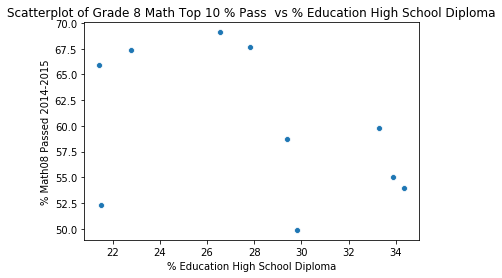 Scatterplot of Grade 8 Math Top 10 % Pass  vs % Education High School Diploma
70.0
67.5
65.0
62.5
60.0
57.5
55.0
52.5
50.0
% Math08 Passed 2014-2015
22 24 26 28 30 32 34
% Education High School Diploma